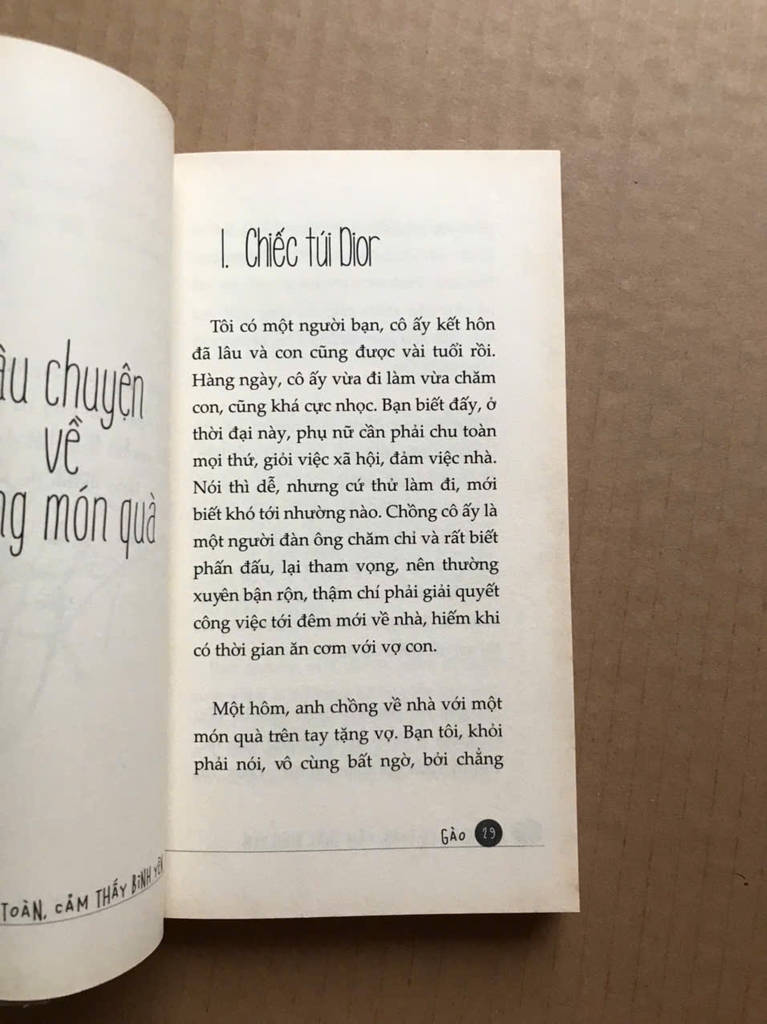 chuyện
về
món quà
TOÀN, CẢM THẤY BÌNH
1. Chiếc túi Dior
Tôi có một người bạn, cô ấy kết hôn
đã lâu và con cũng được vài tuổi rồi.
Hàng ngày, cô ấy vừa đi làm vừa chăm
con, cũng khá cực nhọc. Bạn biết đấy, ở
thời đại này, phụ nữ cần phải chu toàn
mọi thứ, giỏi việc xã hội, đảm việc nhà.
Nói thì dễ, nhưng cứ thử làm đi, mới
biết khó tới nhường nào. Chồng cô ấy là
một người đàn ông chăm chỉ và rất biết
phấn đấu, lại tham vọng, nên thường
xuyên bận rộn, thậm chí phải giải quyết
công việc tới đêm mới về nhà, hiếm khi
có thời gian ăn cơm với vợ con.
Một hôm, anh chồng về nhà với một
món quà trên tay tặng vợ. Bạn tôi, khỏi
phải nói, vô cùng bất ngờ, bởi chẳng
GÀO 29